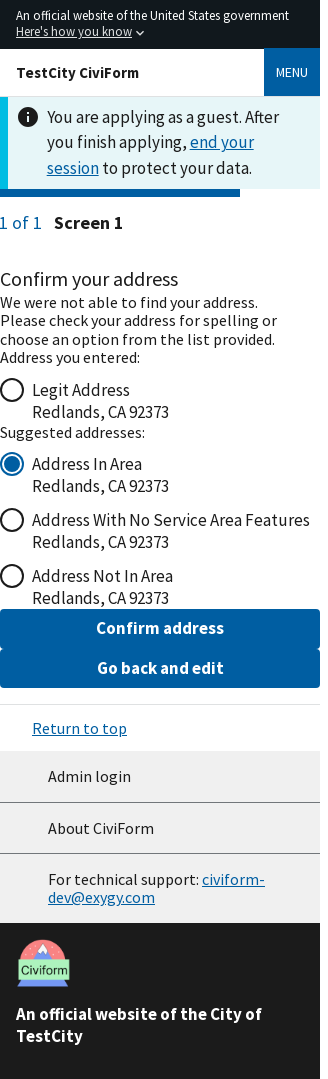 An official website of the United States government
Here's how you know
TestCity CiviForm
MENU
You are applying as a guest. After
you finish applying, end your
session to protect your data.
1 of 1 Screen 1
Confirm your address
We were not able to find your address.
Please check your address for spelling or
choose an option from the list provided.
Address you entered:
Legit Address
Redlands, CA 92373
Suggested addresses:
Address In Area
Redlands, CA 92373
Address With No Service Area Features
Redlands, CA 92373
Address Not In Area
Redlands, CA 92373
Confirm address
Go back and edit
Return to top
Admin login
About CiviForm
For technical support: civiform-
dev@exygy.com
Civiform
An official website of the City of
TestCity